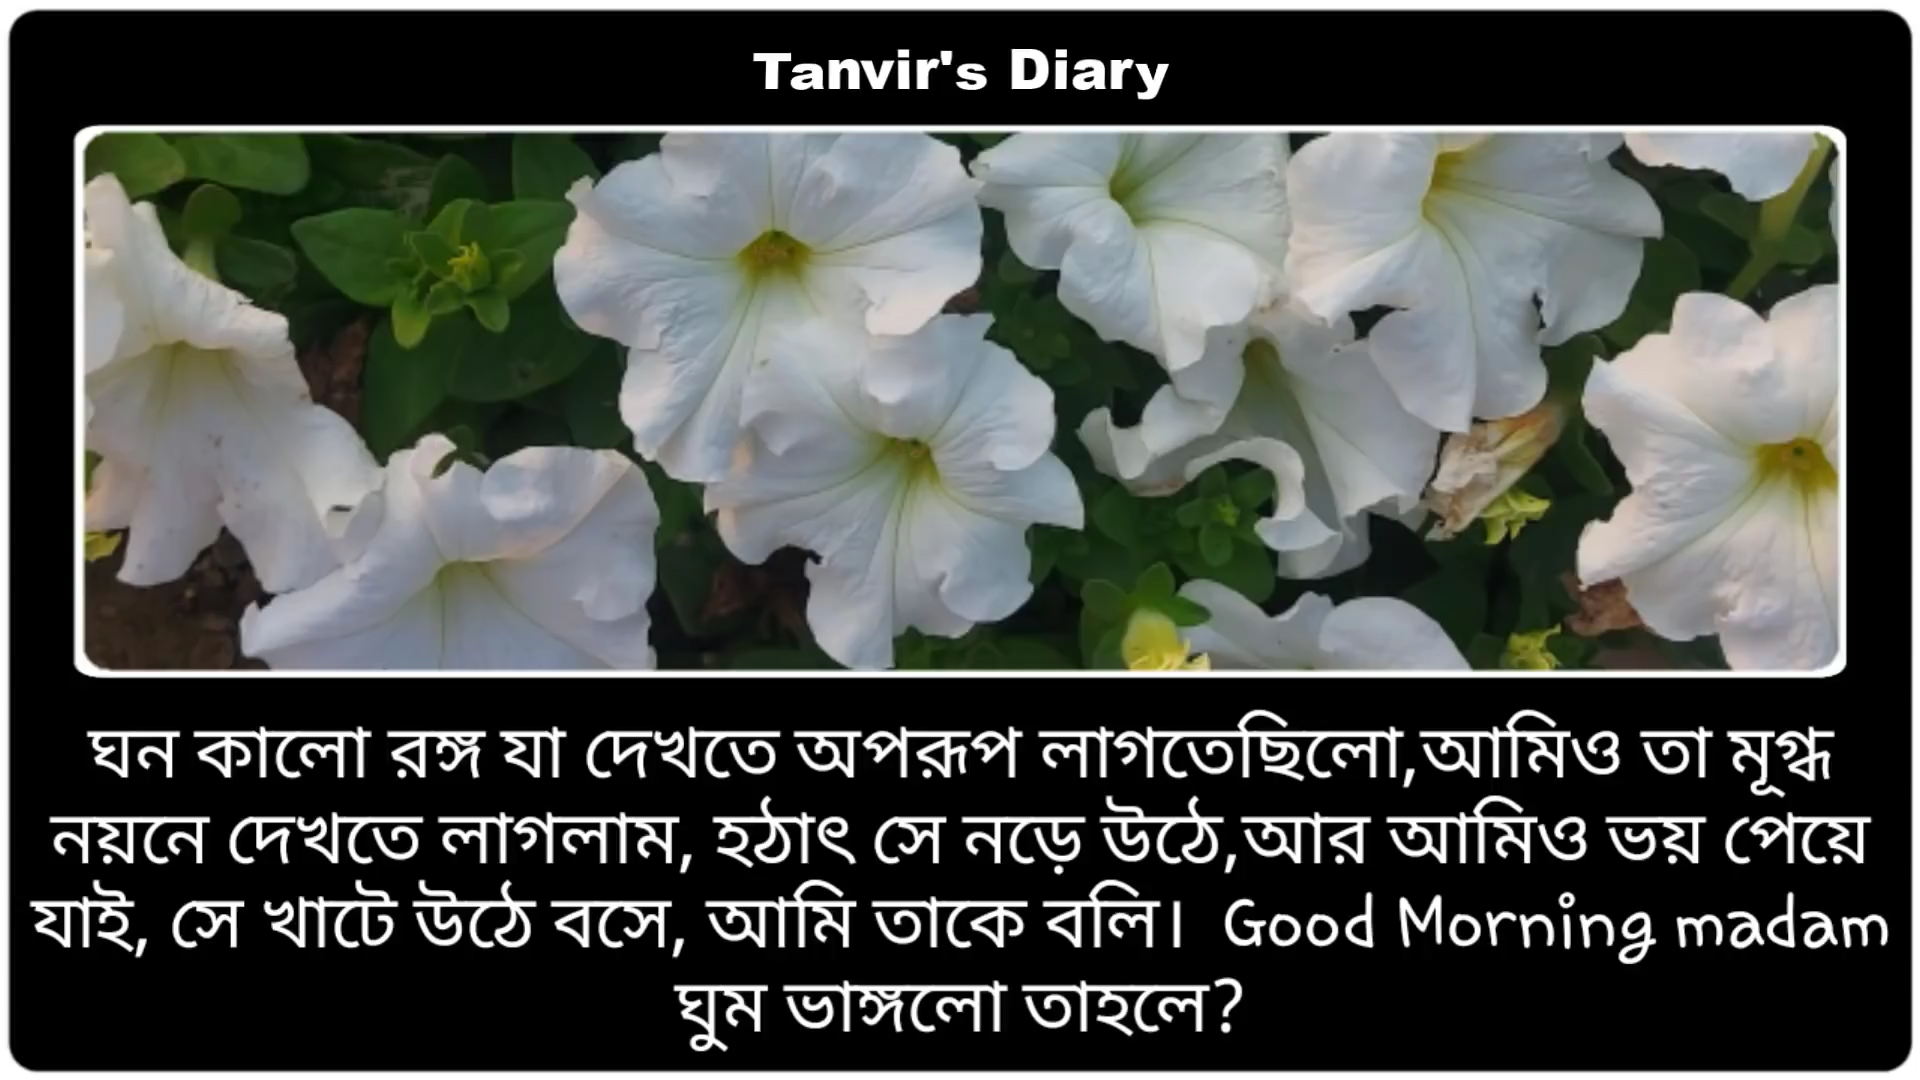 Tanvir's Diary
ঘন কালো রঙ্গ যা দেখতে অপরূপ লাগতেছিলো,আমিও তা মূগ্ধ
নয়নে দেখতে লাগলাম, হঠাৎ সে নড়ে উঠে,আর আমিও ভয় পেয়ে
যাই, সে খাটে উঠে বসে, আমি তাকে বলি। Good Morning madam
ঘুম ভাঙ্গলো তাহলে?